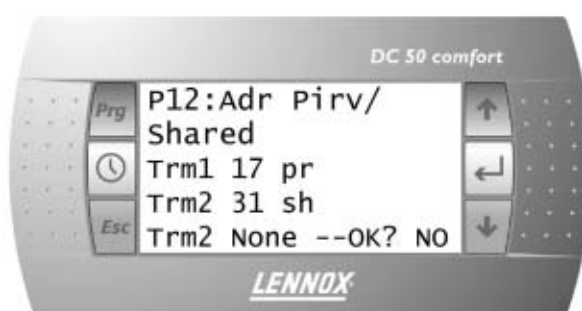 DC 50 comfort
Prg
P12:Adr Pirv/
Shared
Trm1 17 pr
Trm2 31 sh
Esc
Trm2 None --OK? NO
LENNOX